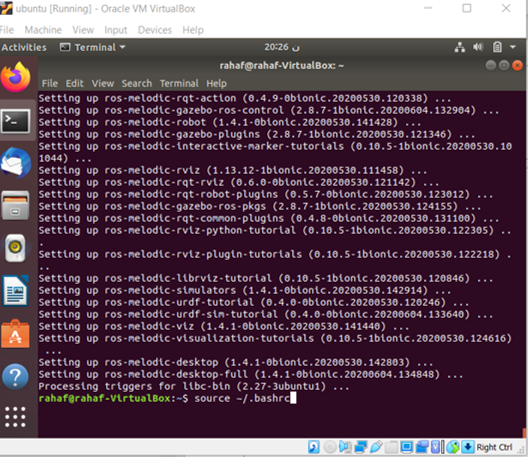 ubuntu [Running] - Oracle VM VirtualBox
File Machine View Input Devices Help
Activities Terminal 20:26 ن
rahaf@rahaf-VirtualBox: ~
File Edit View Search Terminal Help
Setting up ros-melodic-rqt-action (0.4.9-0bionic.20200530.120338) ...
Setting up ros-melodic-gazebo-ros-control (2.8.7-1bionic.20200604.132904) ...
Setting up ros-melodic-robot (1.4.1-0bionic.20200530.141428) ...
Setting up ros-melodic-gazebo-plugins (2.8.7-1bionic.20200530.121346) ...
Setting up ros-melodic-interactive-marker-tutorials (0.10.5-1bionic.20200530.10
1044) ...
Setting up ros-melodic-rviz (1.13.12-1bionic.20200530.111458) ...
Setting up ros-melodic-rqt-rviz (0.6.0-0bionic.20200530.121142) ...
Setting up ros-melodic-rqt-robot-plugins (0.5.7-0bionic.20200530.123012) ...
Setting up ros-melodic-gazebo-ros-pkgs (2.8.7-1bionic.20200530.124155) ...
Setting up ros-melodic-rqt-common-plugins (0.4.8-0bionic.20200530.131100) ...
Setting up ros-melodic-rviz-python-tutorial (0.10.5-1bionic.20200530.122305) ..
.
Setting up ros-melodic-rviz-plugin-tutorials (0.10.5-1bionic.20200530.122218) .
..
Setting up ros-melodic-librviz-tutorial (0.10.5-1bionic.20200530.120846) ...
Setting up ros-melodic-simulators (1.4.1-0bionic.20200530.142914) ...
Setting up ros-melodic-urdf-tutorial (0.4.0-0bionic.20200530.120246) ...
Setting up ros-melodic-urdf-sim-tutorial (0.4.0-0bionic.20200604.133640) ...
Setting up ros-melodic-viz (1.4.1-0bionic.20200530.141440) ...
Setting up ros-melodic-visualization-tutorials (0.10.5-1bionic.20200530.124616)
 ...
Setting up ros-melodic-desktop (1.4.1-0bionic.20200530.142803) ...
Setting up ros-melodic-desktop-full (1.4.1-0bionic.20200604.134848) ...
Processing triggers for libc-bin (2.27-3ubuntu1) ...
rahaf@rahaf-VirtualBox:~$ source ~/.bashrc
Right Ctrl